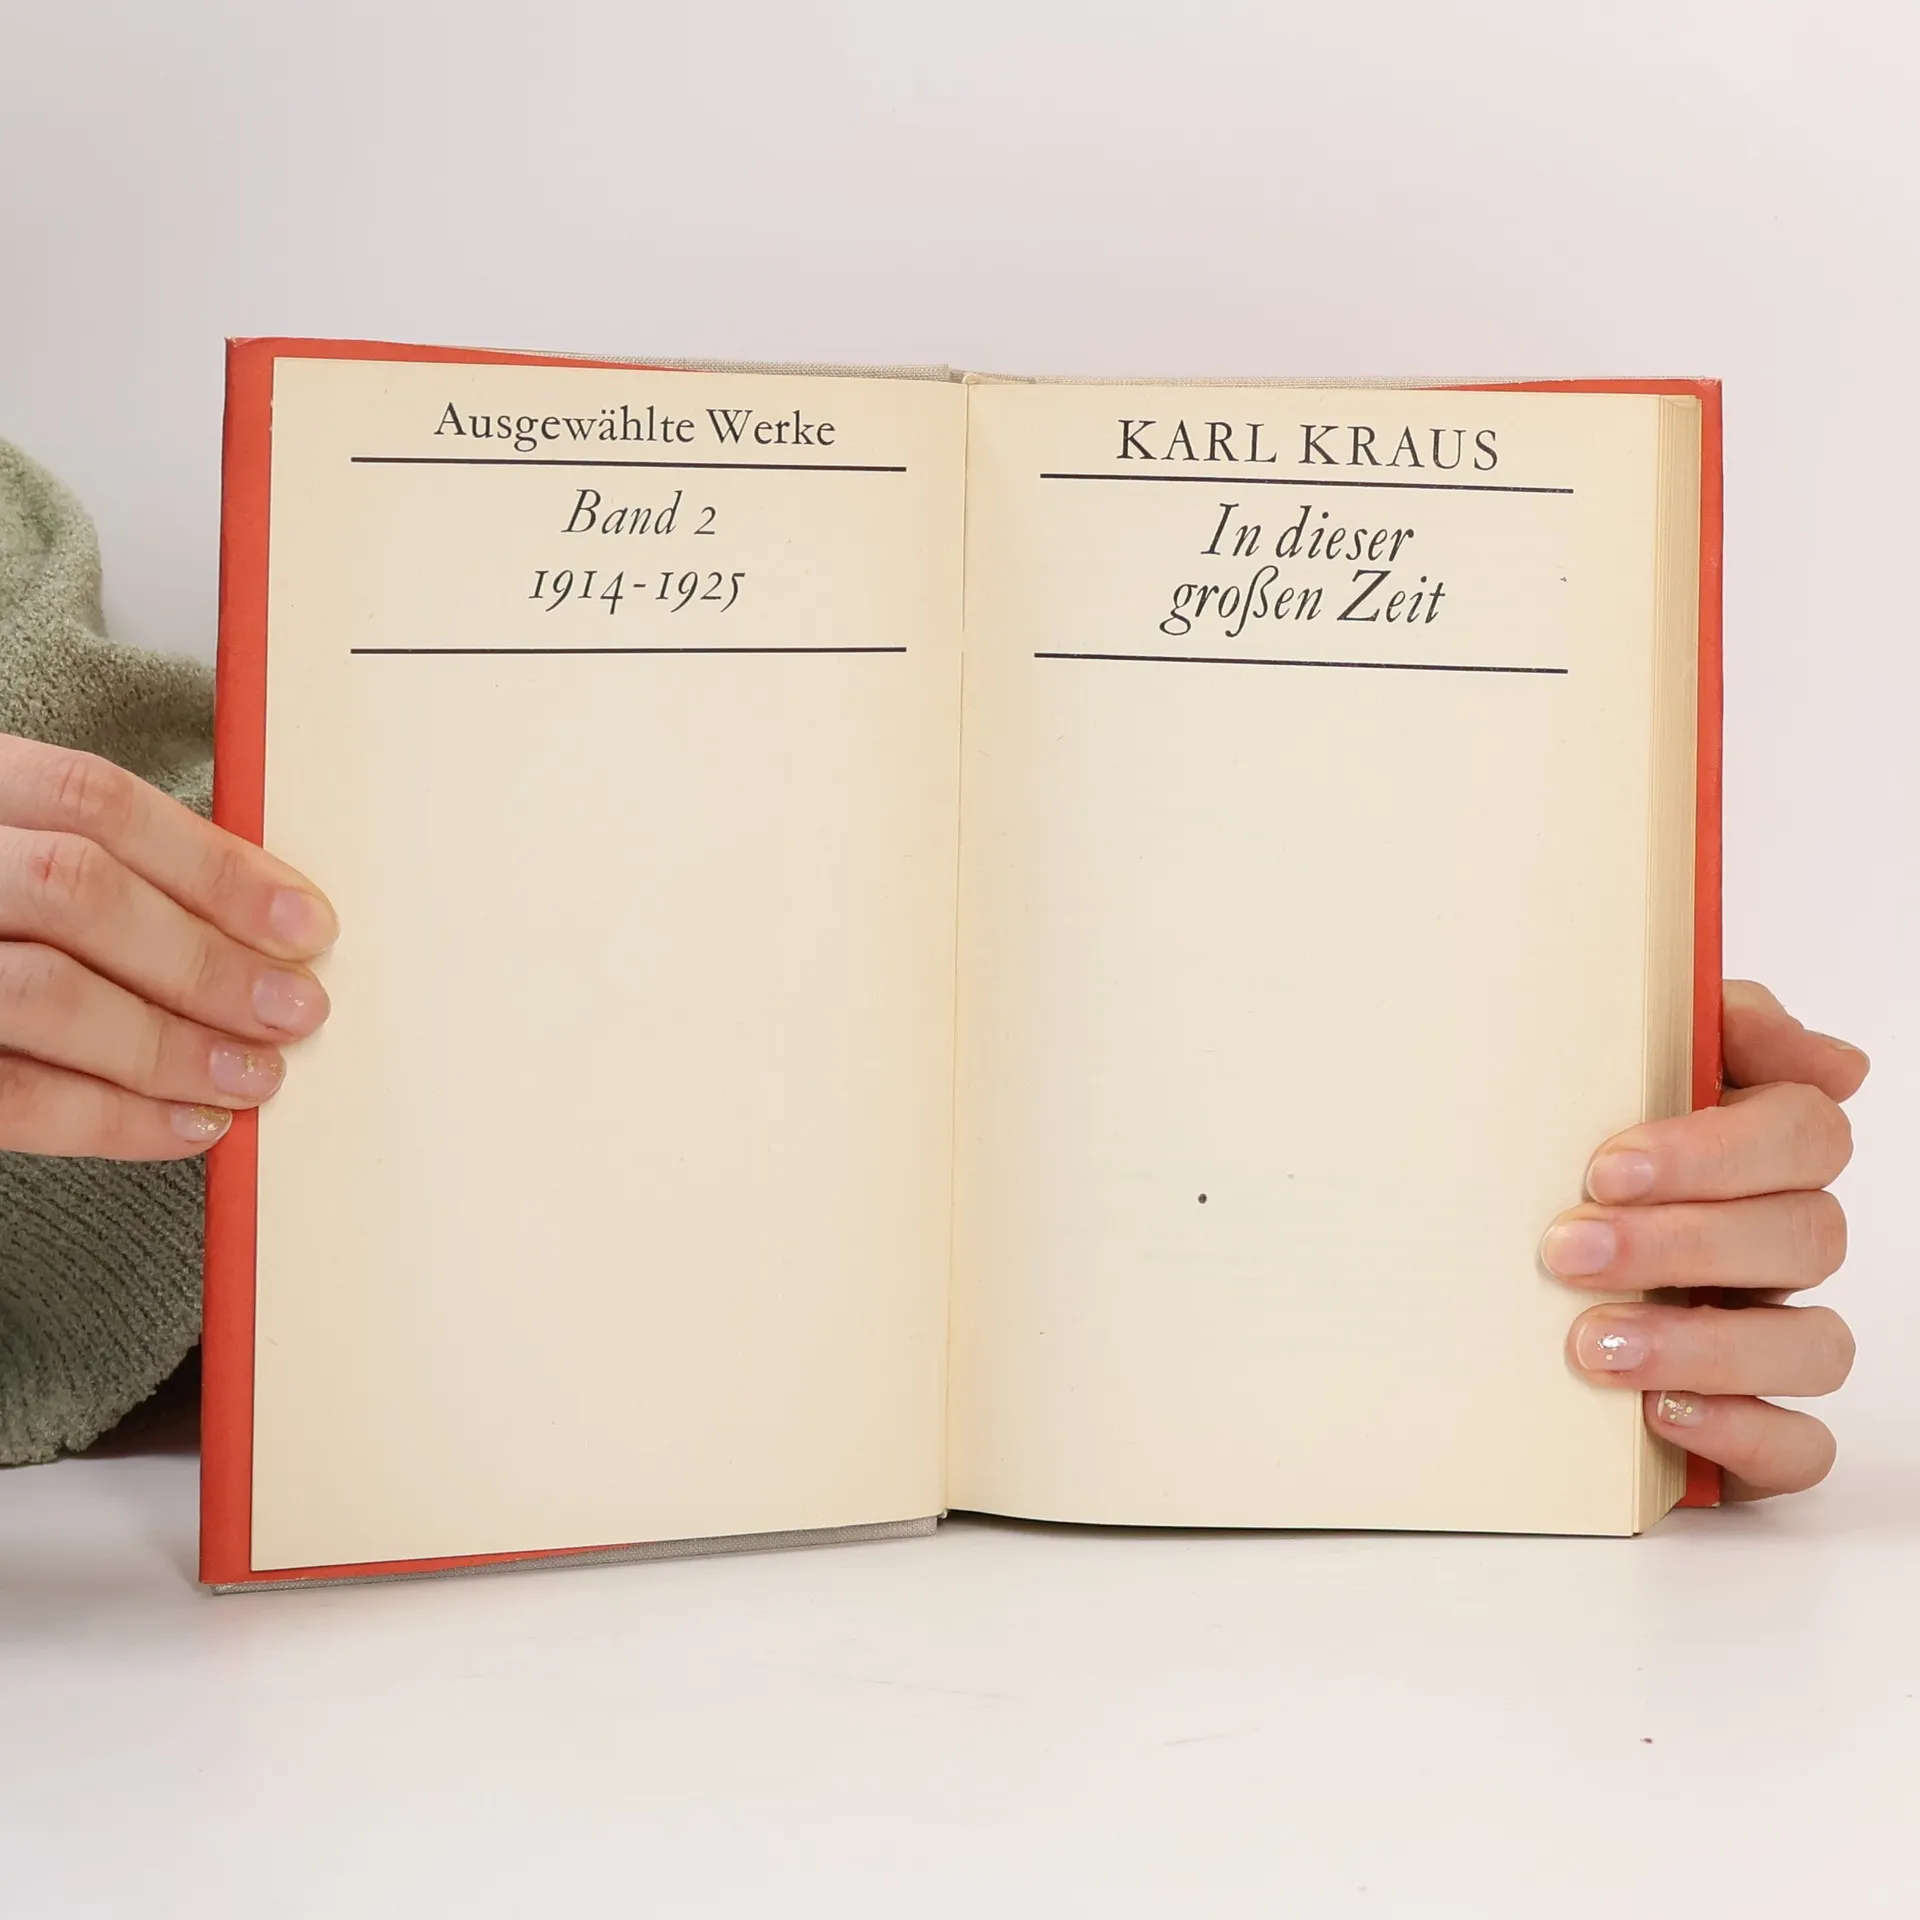 Ausgewählte Werke
Band 2
1914-1925
KARL KRAUS
In dieser
großen Zeit